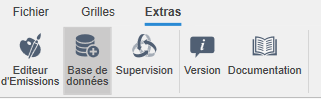 Fichier Grilles Extras
Editeur d'Emissions
Base de données
Supervision
Version
Documentation